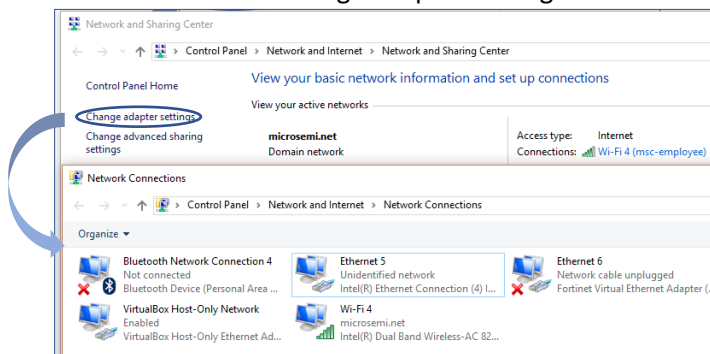 Network and Sharing Center
Control Panel > Network and Internet > Network and Sharing Center
Control Panel Home
View your basic network information and set up connections
Change adapter settings
View your active networks
Change advanced sharing
settings
microsemi.net
Domain network
Access type: Internet
Connections: Wi-Fi 4 (msc-employee)
Network Connections
Control Panel > Network and Internet > Network Connections
Organize
Bluetooth Network Connection 4
Not connected
Bluetooth Device (Personal Area ...
Ethernet 5
Unidentified network
Intel(R) Ethernet Connection (4) I...
Ethernet 6
Network cable unplugged
Fortinet Virtual Ethernet Adapter (.
VirtualBox Host-Only Network
Enabled
VirtualBox Host-Only Ethernet Ad...
Wi-Fi 4
microsemi.net
Intel(R) Dual Band Wireless-AC 82...